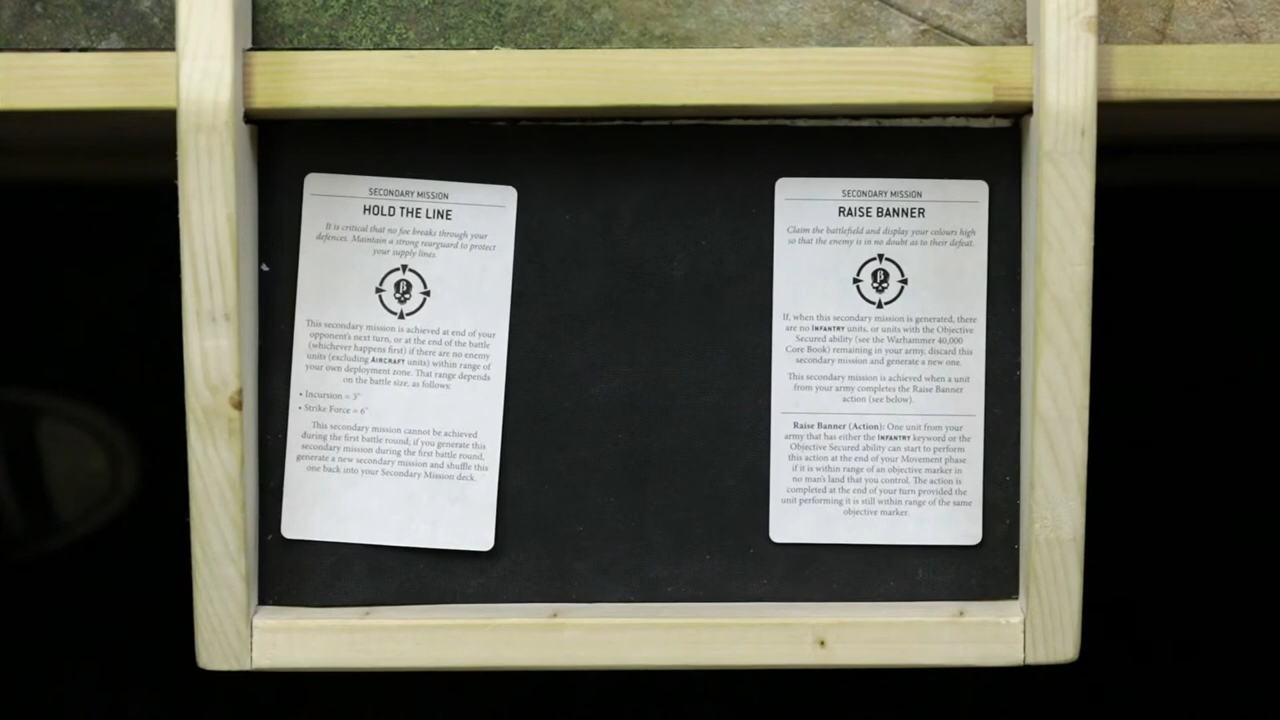 SECONDARY MISSION
HOLD THE LINE
It is critical that no foe breaks through your
defences. Maintain a strong rearguard to protect
your supply lines.
β
This secondary mission is achieved at end of your
opponent's next turn, or at the end of the battle
(whichever happens first) if there are no enemy
units (excluding AIRCRAFT units) within range of
your own deployment zone. That range depends
on the battle size, as follows:
• Incursion = 3"
• Strike Force = 6"
This secondary mission cannot be achieved
during the first battle round; if you generate this
secondary mission during the first battle round,
generate a new secondary mission and shuffle this
one back into your Secondary Mission deck.
SECONDARY MISSION
RAISE BANNER
Claim the battlefield and display your colours high
so that the enemy is in no doubt as to their defeat.
β
If, when this secondary mission is generated, there
are no INFANTRY units, or units with the Objective
Secured ability (see the Warhammer 40,000
Core Book) remaining in your army, discard this
secondary mission and generate a new one.
This secondary mission is achieved when a unit
from your army completes the Raise Banner
action (see below).
Raise Banner (Action): One unit from your
army that has either the INFANTRY keyword or the
Objective Secured ability can start to perform
this action at the end of your Movement phase
if it is within range of an objective marker in
no man's land that you control. The action is
completed at the end of your turn provided the
unit performing it is still within range of the same
objective marker.